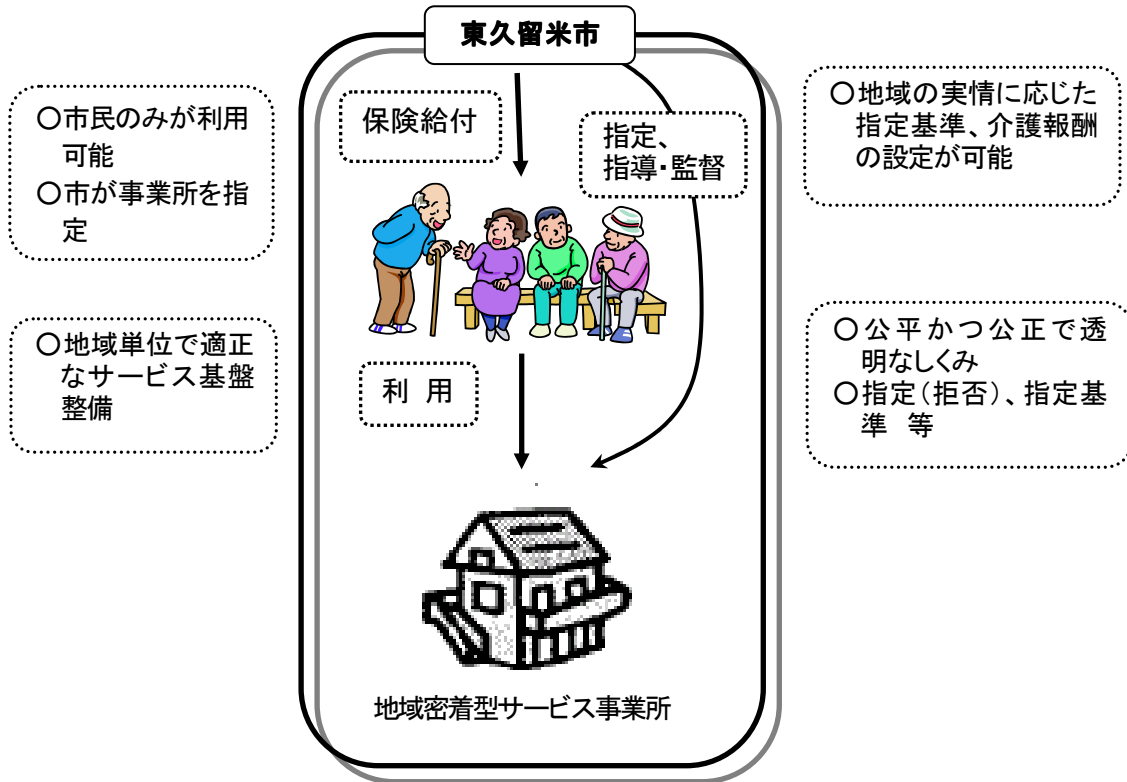 東久留米市
○市民のみが利用
可能
○市が事業所を指
定
○地域単位で適正
なサービス基盤
整備
保険給付
指定、
指導・監督
利 用
地域密着型サービス事業所
○地域の実情に応じた
指定基準、介護報酬
の設定が可能
○公平かつ公正で透
明なしくみ
○指定(拒否)、指定基
準 等